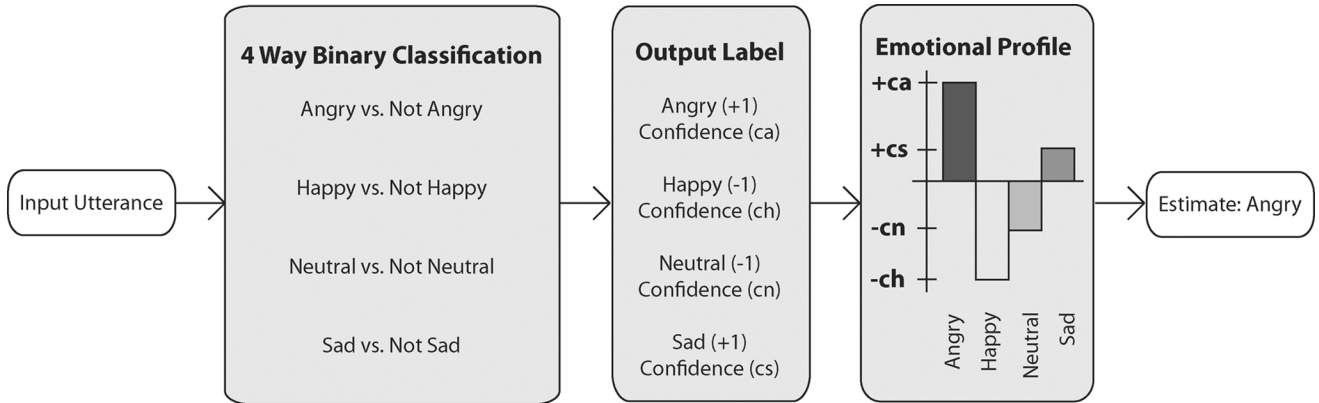 Input Utterance
4 Way Binary Classification
Angry vs. Not Angry
Happy vs. Not Happy
Neutral vs. Not Neutral
Sad vs. Not Sad
Output Label
Angry (+1)
Confidence (ca)
Happy (-1)
Confidence (ch)
Neutral (-1)
Confidence (cn)
Sad (+1)
Confidence (cs)
Emotional Profile
+ca
+cs
-cn
-ch
Angry
Happy
Neutral
Sad
Estimate: Angry